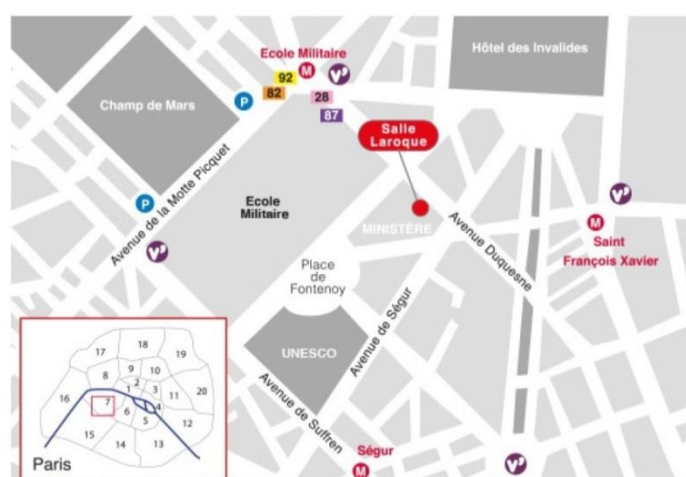 Ecole Militaire
M
V'
92
82
28
87
P
Hôtel des Invalides
Champ de Mars
Salle
Laroque
P
Avenue de la Motte Picquet
Ecole
Militaire
MINISTÈRE
Avenue Duquesne
V'
M
Saint
François Xavier
V'
Place
de
Fontenoy
UNESCO
Avenue de Ségur
Avenue de Suffren
Ségur
M
V'
17
18
19
8
9
10
2
1
3
20
16
11
7
4
6
5
12
15
14
13
Paris